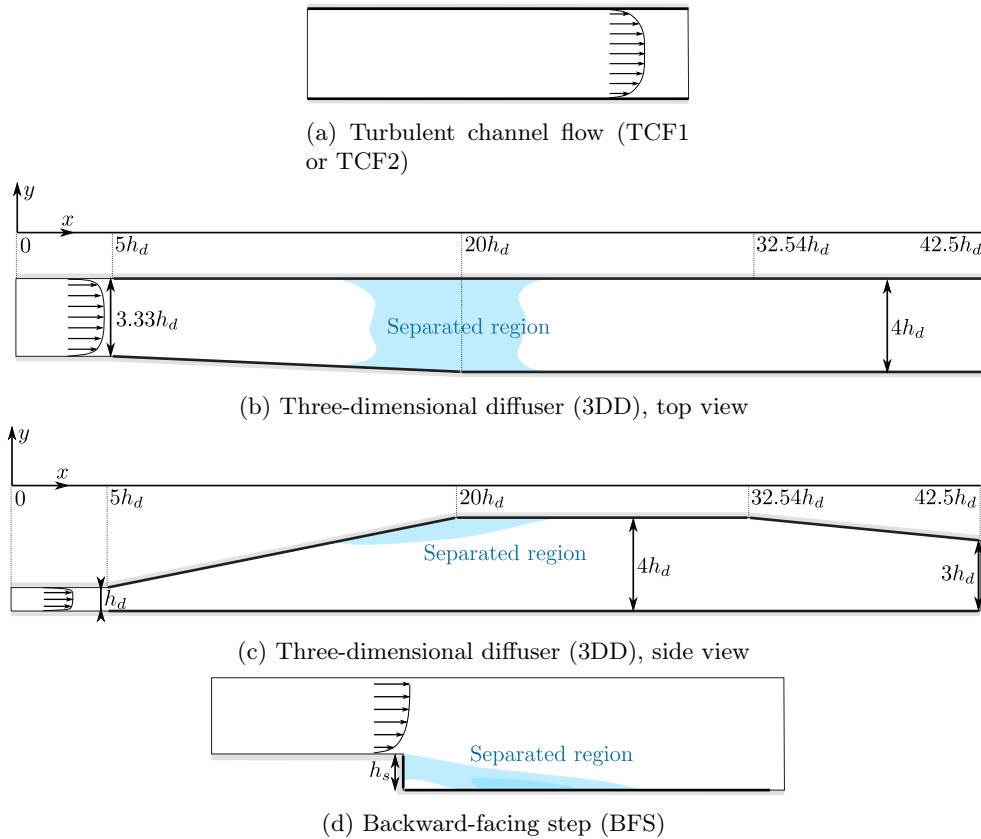 (a) Turbulent channel flow (TCF1
or TCF2)
y
x
0
5h_d
20h_d
32.54h_d
42.5h_d
3.33h_d
Separated region
4h_d
(b) Three-dimensional diffuser (3DD), top view
y
x
0
5h_d
20h_d
32.54h_d
42.5h_d
Separated region
4h_d
3h_d
h_d
(c) Three-dimensional diffuser (3DD), side view
Separated region
h_s
(d) Backward-facing step (BFS)